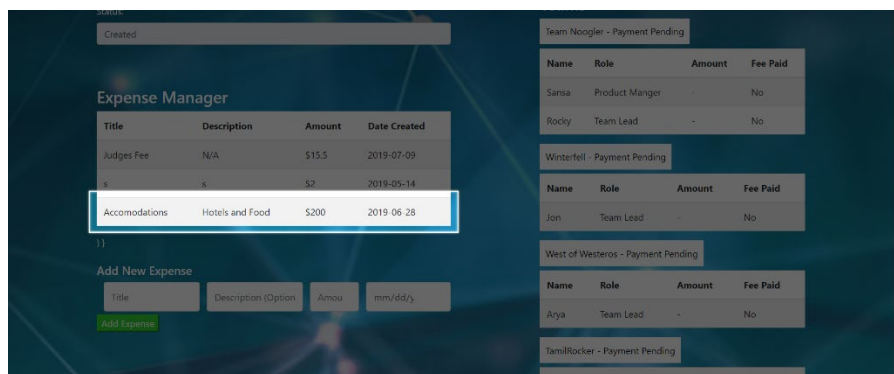 Status:
Created
Expense Manager
Title Description Amount Date Created
Judges Fee N/A $15.5 2019-07-09
s s $2 2019-05-14
Accomodations Hotels and Food $200 2019-06-28
)}
Add New Expense
Title Description (Option Amou mm/dd/y
Add Expense
Team Noogler - Payment Pending
Name Role Amount Fee Paid
Sansa Product Manger - No
Rocky Team Lead - No
Winterfell - Payment Pending
Name Role Amount Fee Paid
Jon Team Lead - No
West of Westeros - Payment Pending
Name Role Amount Fee Paid
Arya Team Lead - No
TamilRocker - Payment Pending